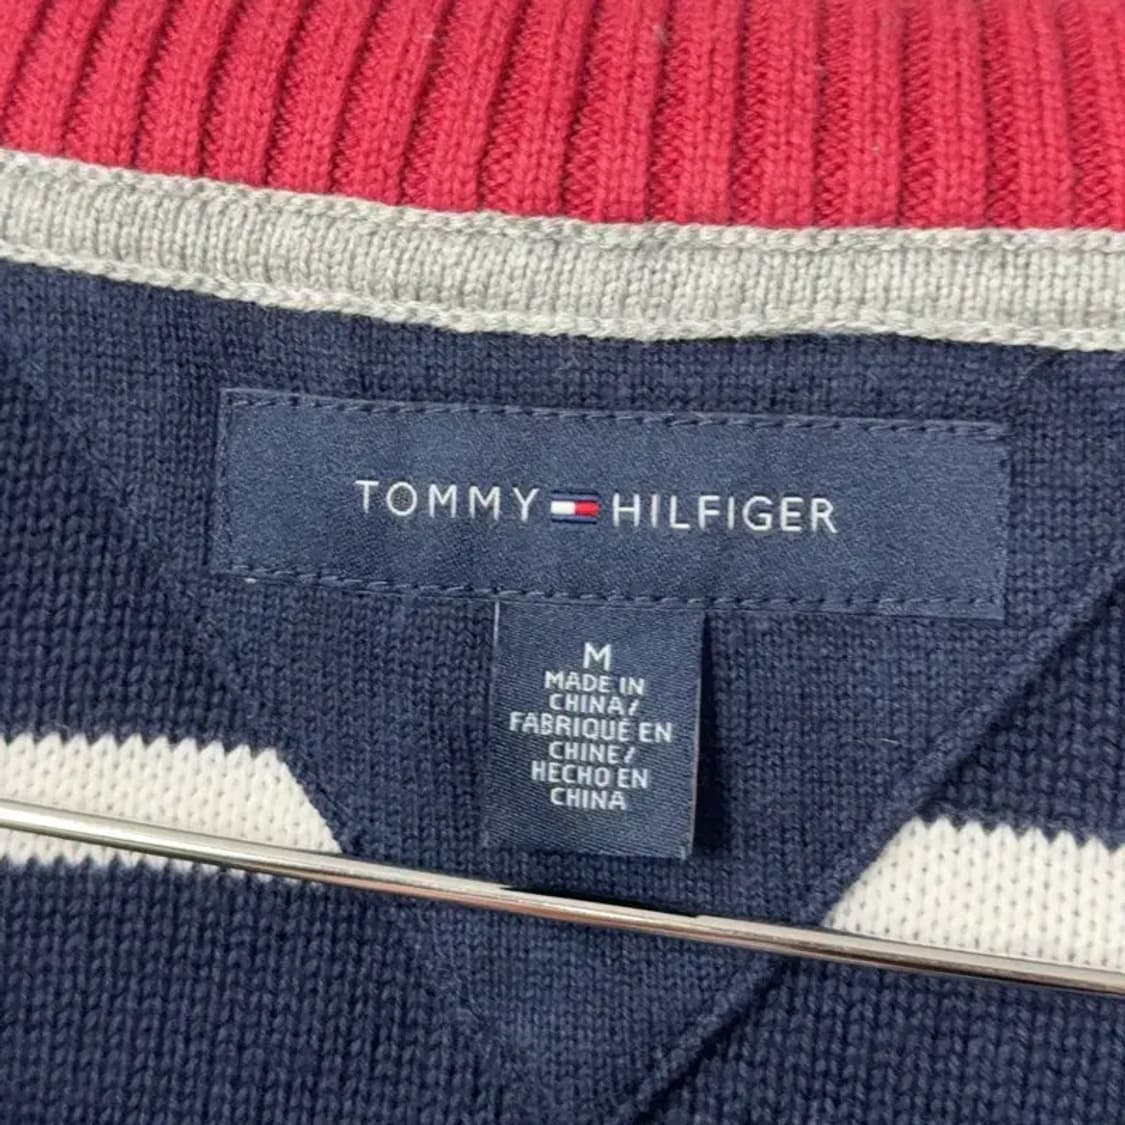 TOMMY HILFIGER
M
MADE IN
CHINA/
FABRIQUÉ EN
CHINE/
HECHO EN
CHINA